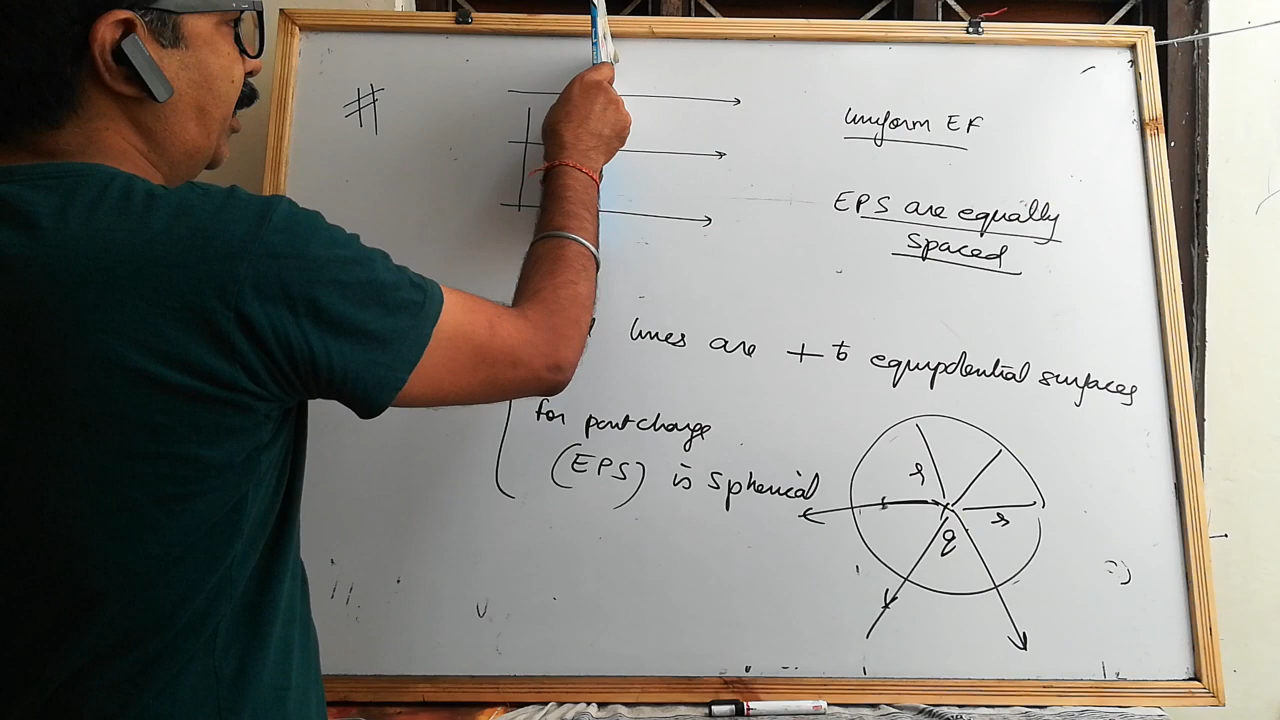 #
Uniform EF
EPS are equally
spaced
lines are ⊥ to equipotential surfaces
for point charge
(EPS) is spherical
r
r
q